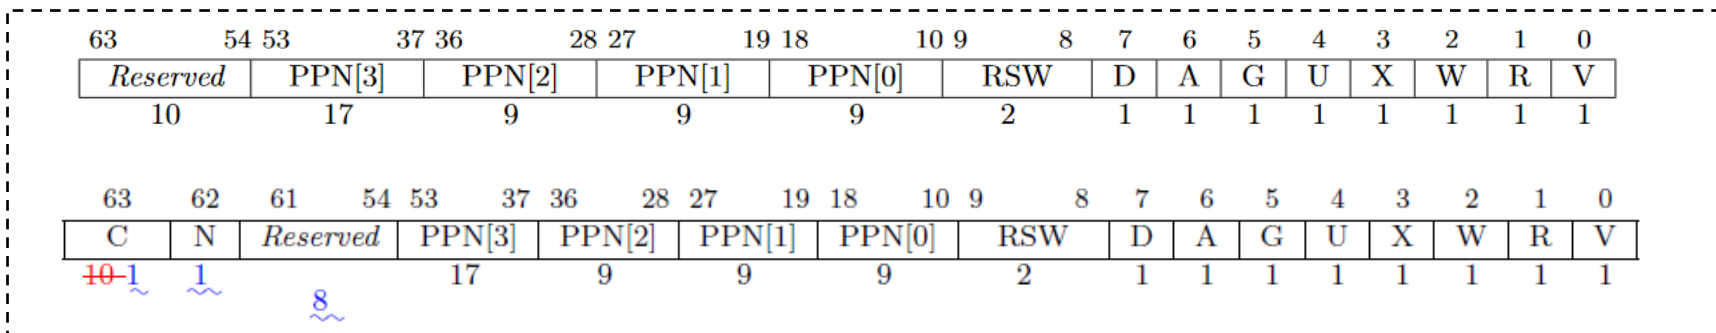 63 54 53 37 36 28 27 19 18 10 9 8 7 6 5 4 3 2 1 0
Reserved PPN[3] PPN[2] PPN[1] PPN[0] RSW D A G U X W R V
10 17 9 9 9 2 1 1 1 1 1 1 1 1
63 62 61 54 53 37 36 28 27 19 18 10 9 8 7 6 5 4 3 2 1 0
C N Reserved PPN[3] PPN[2] PPN[1] PPN[0] RSW D A G U X W R V
10 1 1 17 9 9 9 2 1 1 1 1 1 1 1 1
8